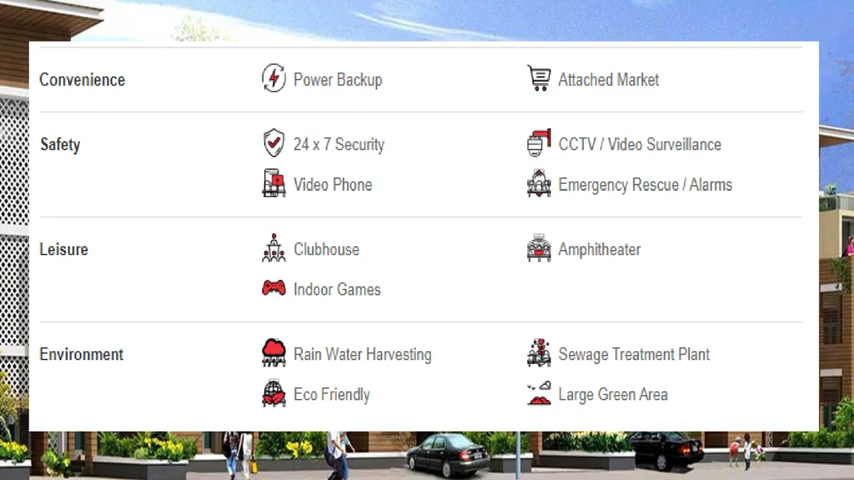 Convenience Power Backup Attached Market
Safety 24 x 7 Security CCTV / Video Surveillance
Video Phone Emergency Rescue / Alarms
Leisure Clubhouse Amphitheater
Indoor Games
Environment Rain Water Harvesting Sewage Treatment Plant
Eco Friendly Large Green Area